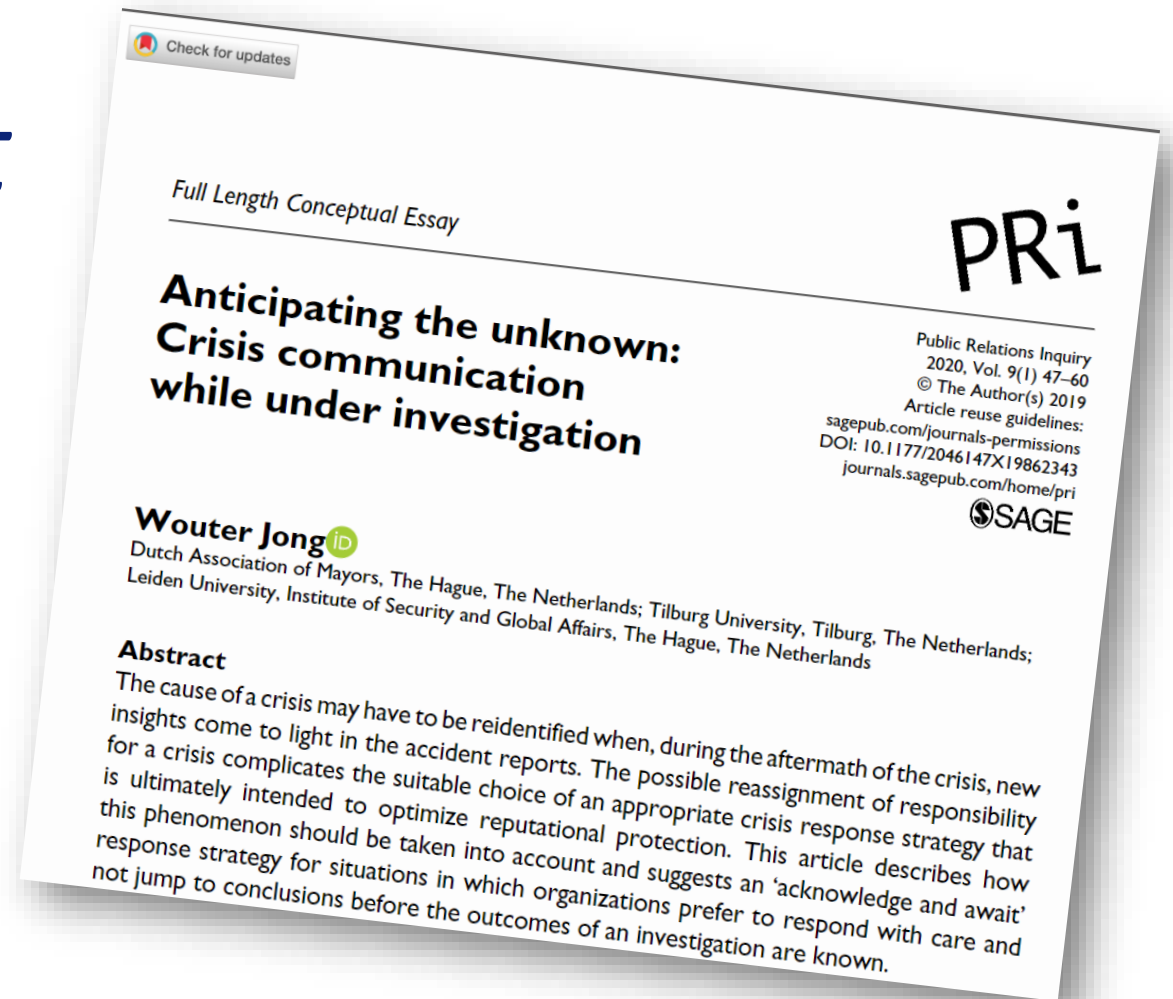 Check for updates
Full Length Conceptual Essay
PRi
Anticipating the unknown:
Crisis communication
while under investigation
Public Relations Inquiry
2020, Vol. 9(1) 47–60
© The Author(s) 2019
Article reuse guidelines:
sagepub.com/journals-permissions
DOI: 10.1177/2046147X19862343
journals.sagepub.com/home/pri
SAGE
Wouter Jong iD
Dutch Association of Mayors, The Hague, The Netherlands; Tilburg University, Tilburg, The Netherlands;
Leiden University, Institute of Security and Global Affairs, The Hague, The Netherlands
Abstract
The cause of a crisis may have to be reidentified when, during the aftermath of the crisis, new
insights come to light in the accident reports. The possible reassignment of responsibility
for a crisis complicates the suitable choice of an appropriate crisis response strategy that
is ultimately intended to optimize reputational protection. This article describes how
this phenomenon should be taken into account and suggests an ‘acknowledge and await’
response strategy for situations in which organizations prefer to respond with care and
not jump to conclusions before the outcomes of an investigation are known.